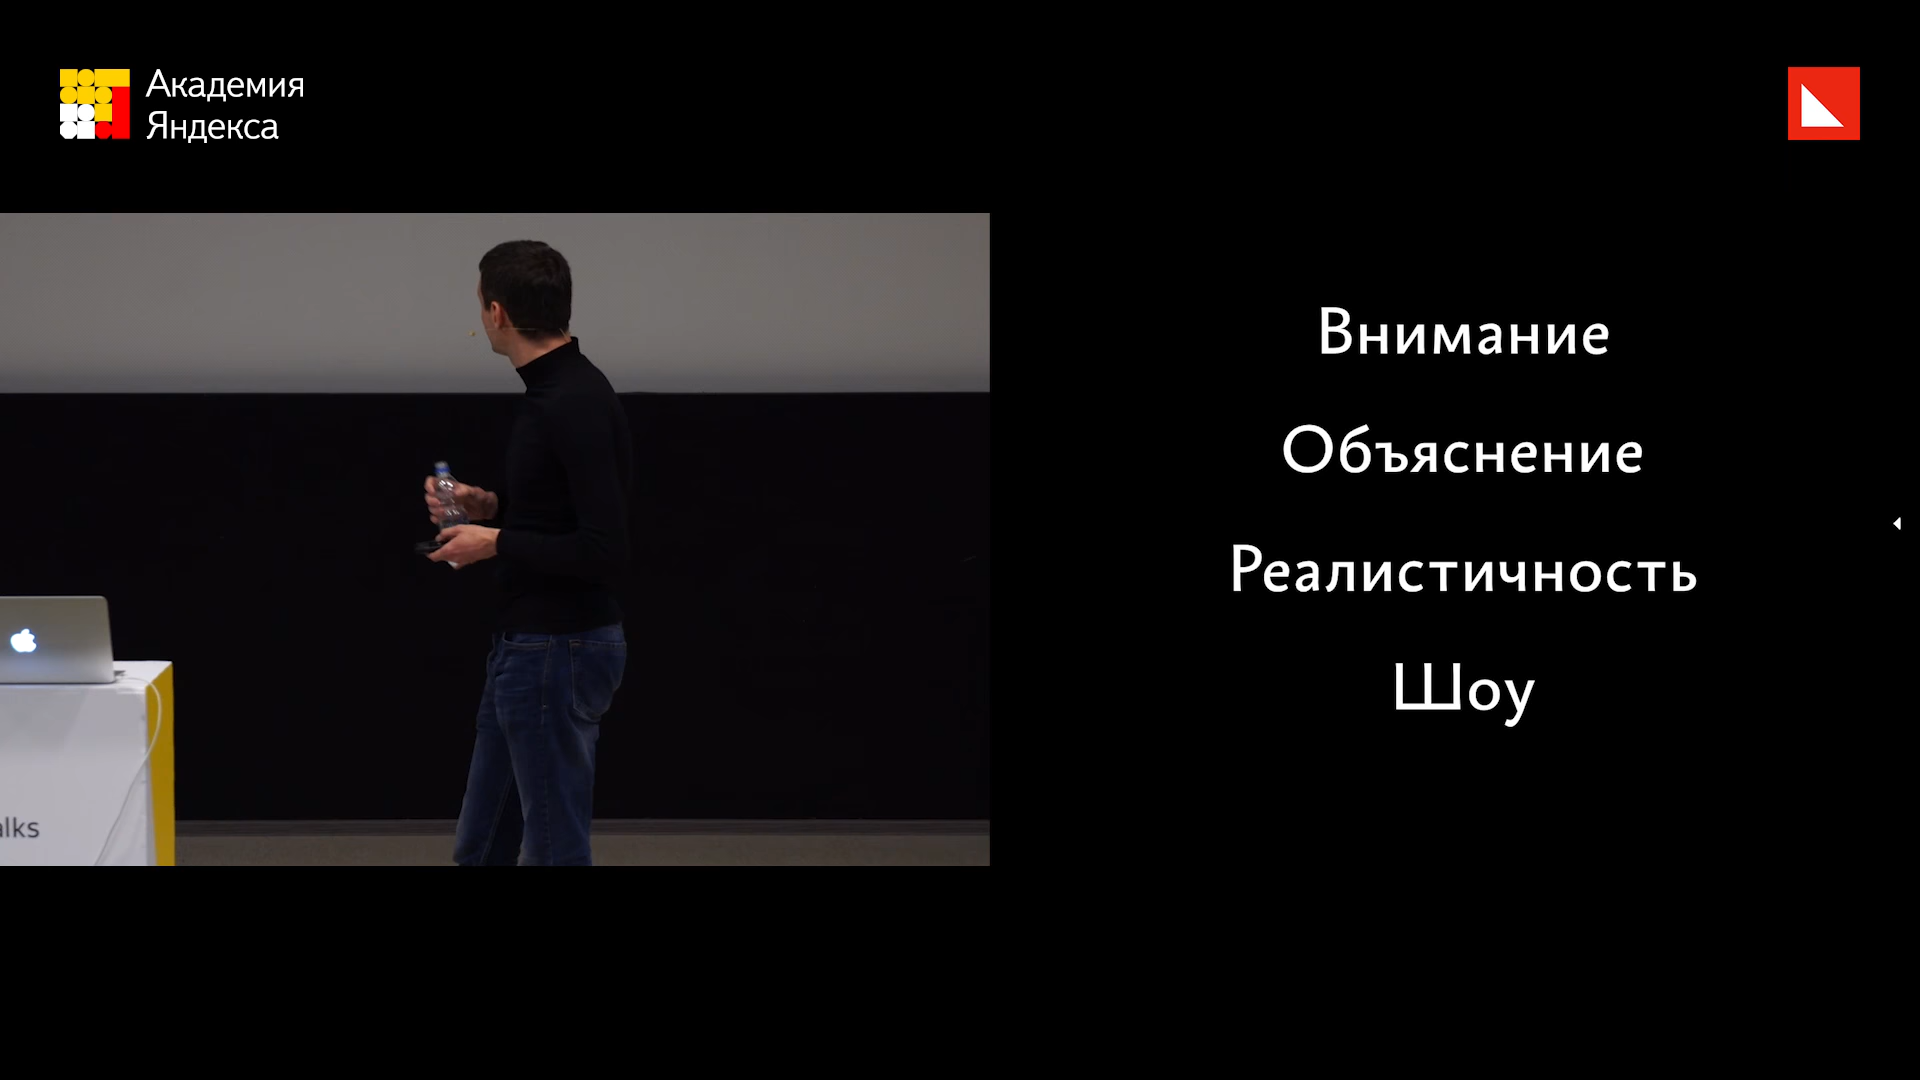 Академия
Яндекса
Внимание
Объяснение
Реалистичность
Шоу
alks